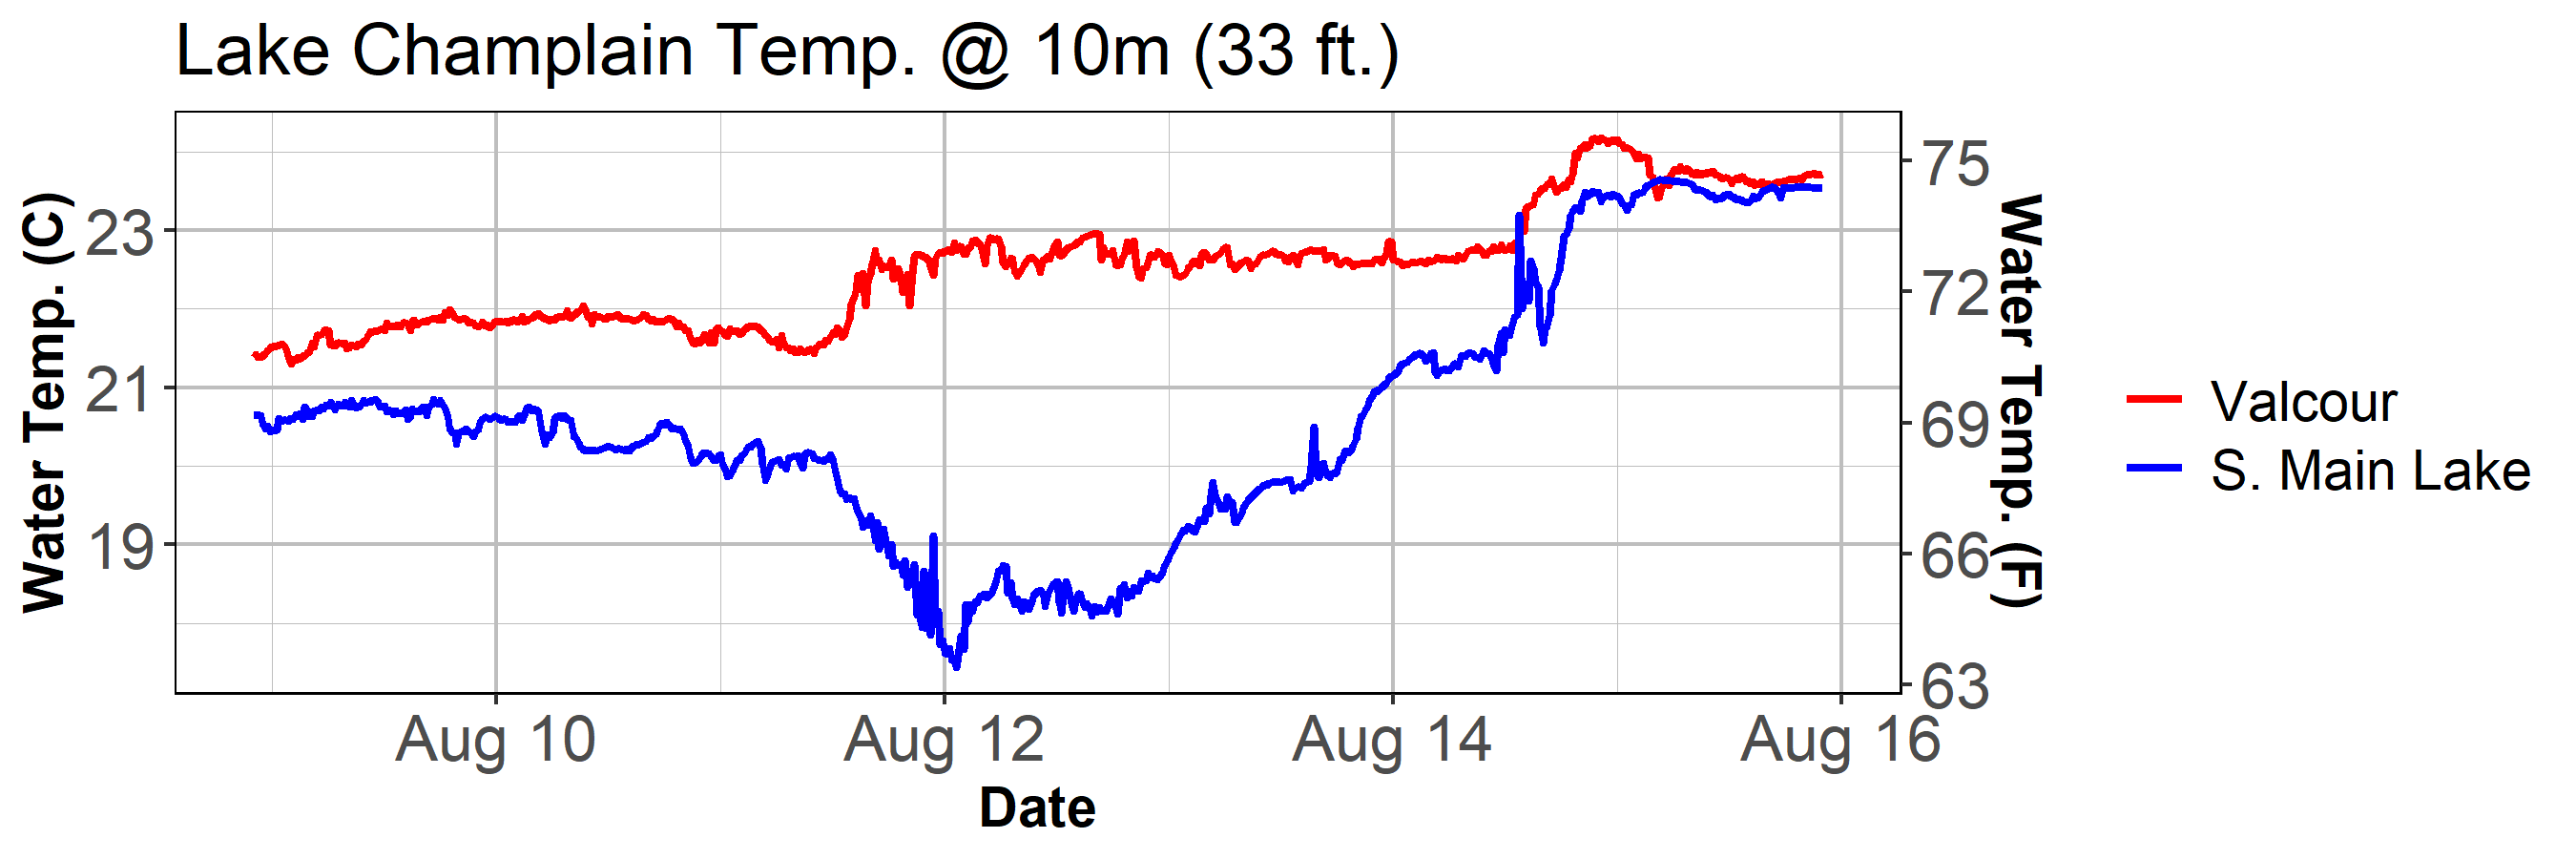 Lake Champlain Temp. @ 10m (33 ft.)
Water Temp. (C)
23
21
19
75
72
69
66
63
Water Temp. (F)
Aug 10
Aug 12
Aug 14
Aug 16
Date
Valcour
S. Main Lake